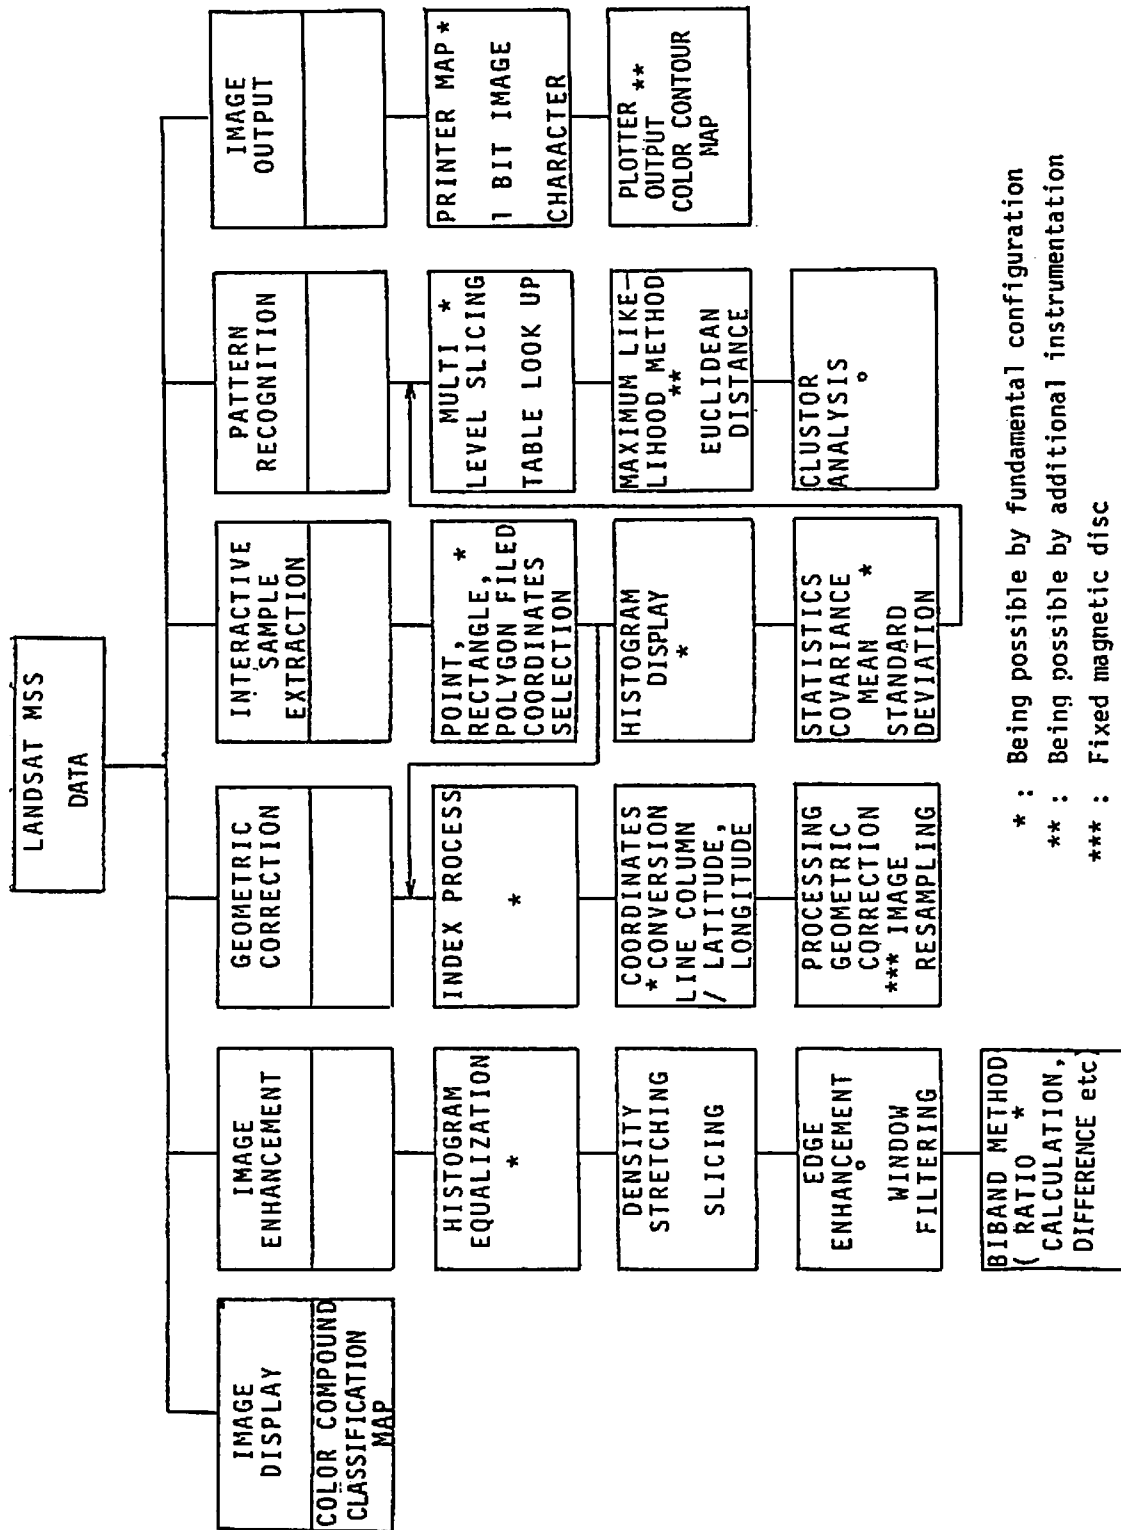 LANDSAT MSS
DATA
IMAGE
DISPLAY
COLOR COMPOUND
CLASSIFICATION
MAP
IMAGE
ENHANCEMENT
HISTOGRAM
EQUALIZATION
*
DENSITY
STRETCHING
SLICING
EDGE
ENHANCEMENT
°
WINDOW
FILTERING
BIBAND METHOD
( RATIO *
CALCULATION,
DIFFERENCE etc)
GEOMETRIC
CORRECTION
INDEX PROCESS
*
COORDINATES
* CONVERSION
LINE COLUMN
/ LATITUDE,
LONGITUDE
PROCESSING
GEOMETRIC
CORRECTION
*** IMAGE
RESAMPLING
INTERACTIVE
SAMPLE
EXTRACTION
POINT,
RECTANGLE, *
POLYGON FILED
COORDINATES
SELECTION
HISTOGRAM
DISPLAY
*
STATISTICS
COVARIANCE
MEAN *
STANDARD
DEVIATION
PATTERN
RECOGNITION
MULTI *
LEVEL SLICING
TABLE LOOK UP
MAXIMUM LIKE-
LIHOOD METHOD
**
EUCLIDEAN
DISTANCE
CLUSTOR
ANALYSIS
°
IMAGE
OUTPUT
PRINTER MAP *
1 BIT IMAGE
CHARACTER
PLOTTER **
OUTPUT
COLOR CONTOUR
MAP
* : Being possible by fundamental configuration
** : Being possible by additional instrumentation
*** : Fixed magnetic disc